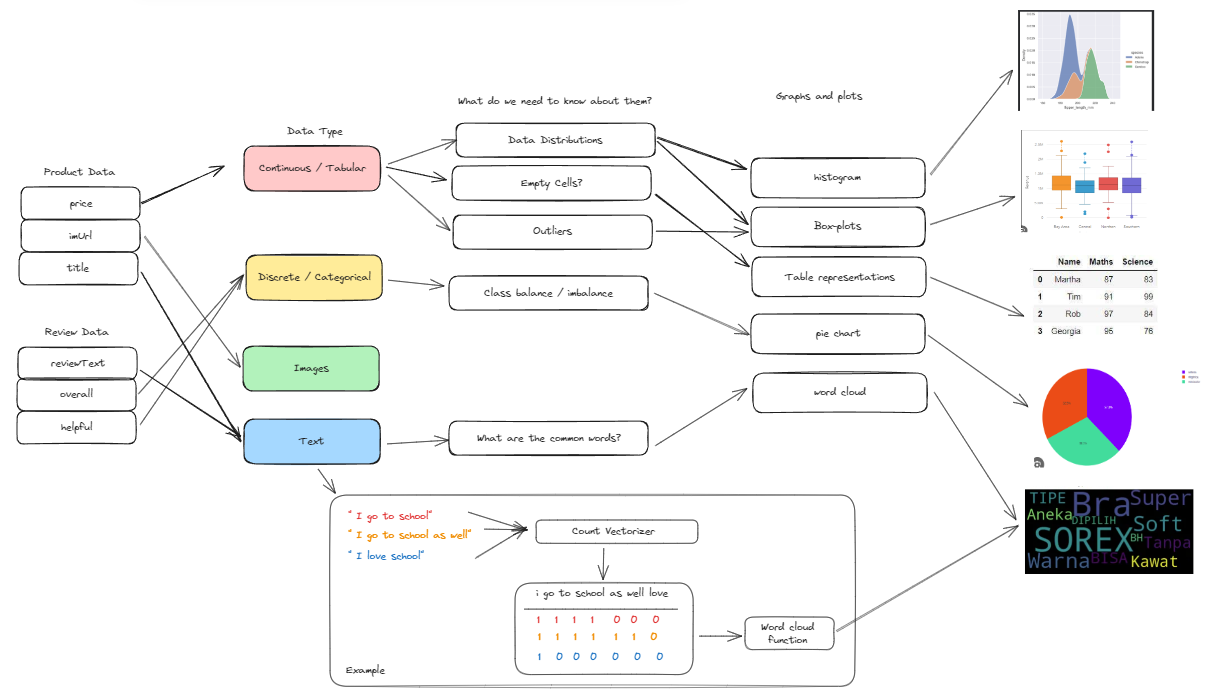 Product Data
price
imUrl
title
Review Data
reviewText
overall
helpful
Data Type
Continuous / Tabular
Discrete / Categorical
Images
Text
What do we need to know about them?
Data Distributions
Empty Cells?
Outliers
Class balance / imbalance
What are the common words?
Graphs and plots
histogram
Box-plots
Table representations
pie chart
word cloud
Name Maths Science
0 Martha 87 83
1 Tim 91 99
2 Rob 97 84
3 Georgia 95 76
TIPE
Bra
Super
Aneka
DIPILIH
Soft
SOREX
BH
Tanpa
Warna
BISA
Kawat
" I go to school"
" I go to school as well"
" I love school"
Count Vectorizer
i go to school as well love
1 1 1 1 0 0 0
1 1 1 1 1 1 0
1 0 0 0 0 0 0
Word cloud
function
Example